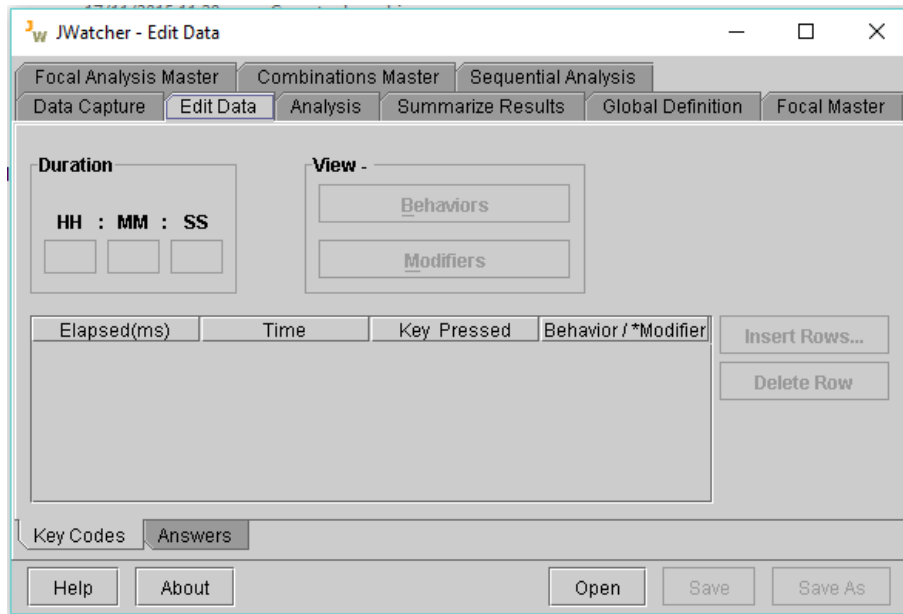 JWatcher - Edit Data
Focal Analysis Master Combinations Master Sequential Analysis
Data Capture Edit Data Analysis Summarize Results Global Definition Focal Master
Duration
HH : MM : SS
View -
Behaviors
Modifiers
Elapsed(ms) Time Key Pressed Behavior / *Modifier
Insert Rows...
Delete Row
Key Codes Answers
Help About Open Save Save As